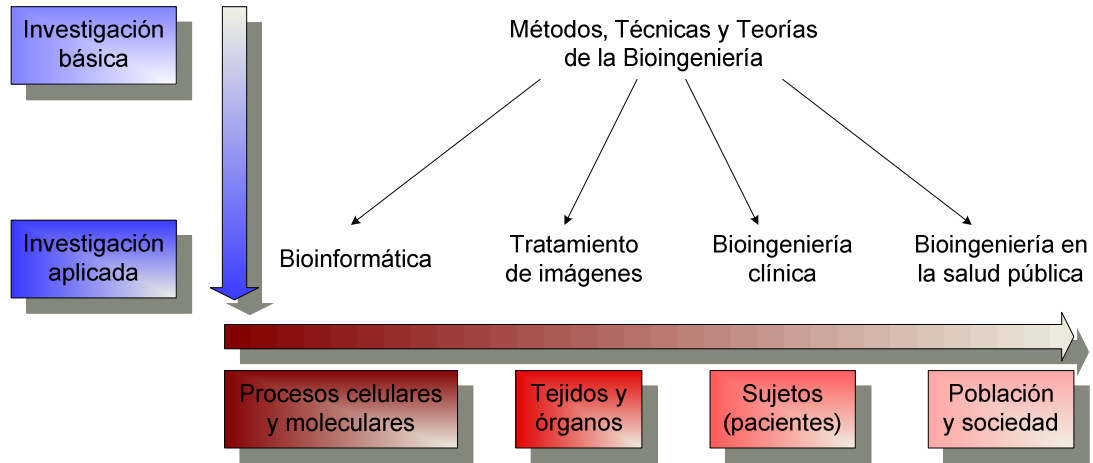 Investigación
básica
Métodos, Técnicas y Teorías
de la Bioingeniería
Investigación
aplicada
Bioinformática
Tratamiento
de imágenes
Bioingeniería
clínica
Bioingeniería en
la salud pública
Procesos celulares
y moleculares
Tejidos y
órganos
Sujetos
(pacientes)
Población
y sociedad